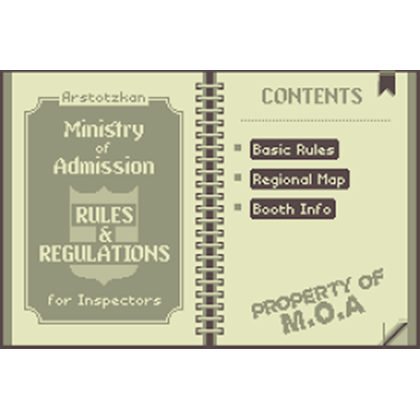 Arstotzkan
Ministry
of
Admission
RULES
&
REGULATIONS
for Inspectors
CONTENTS
Basic Rules
Regional Map
Booth Info
PROPERTY OF
M.O.A